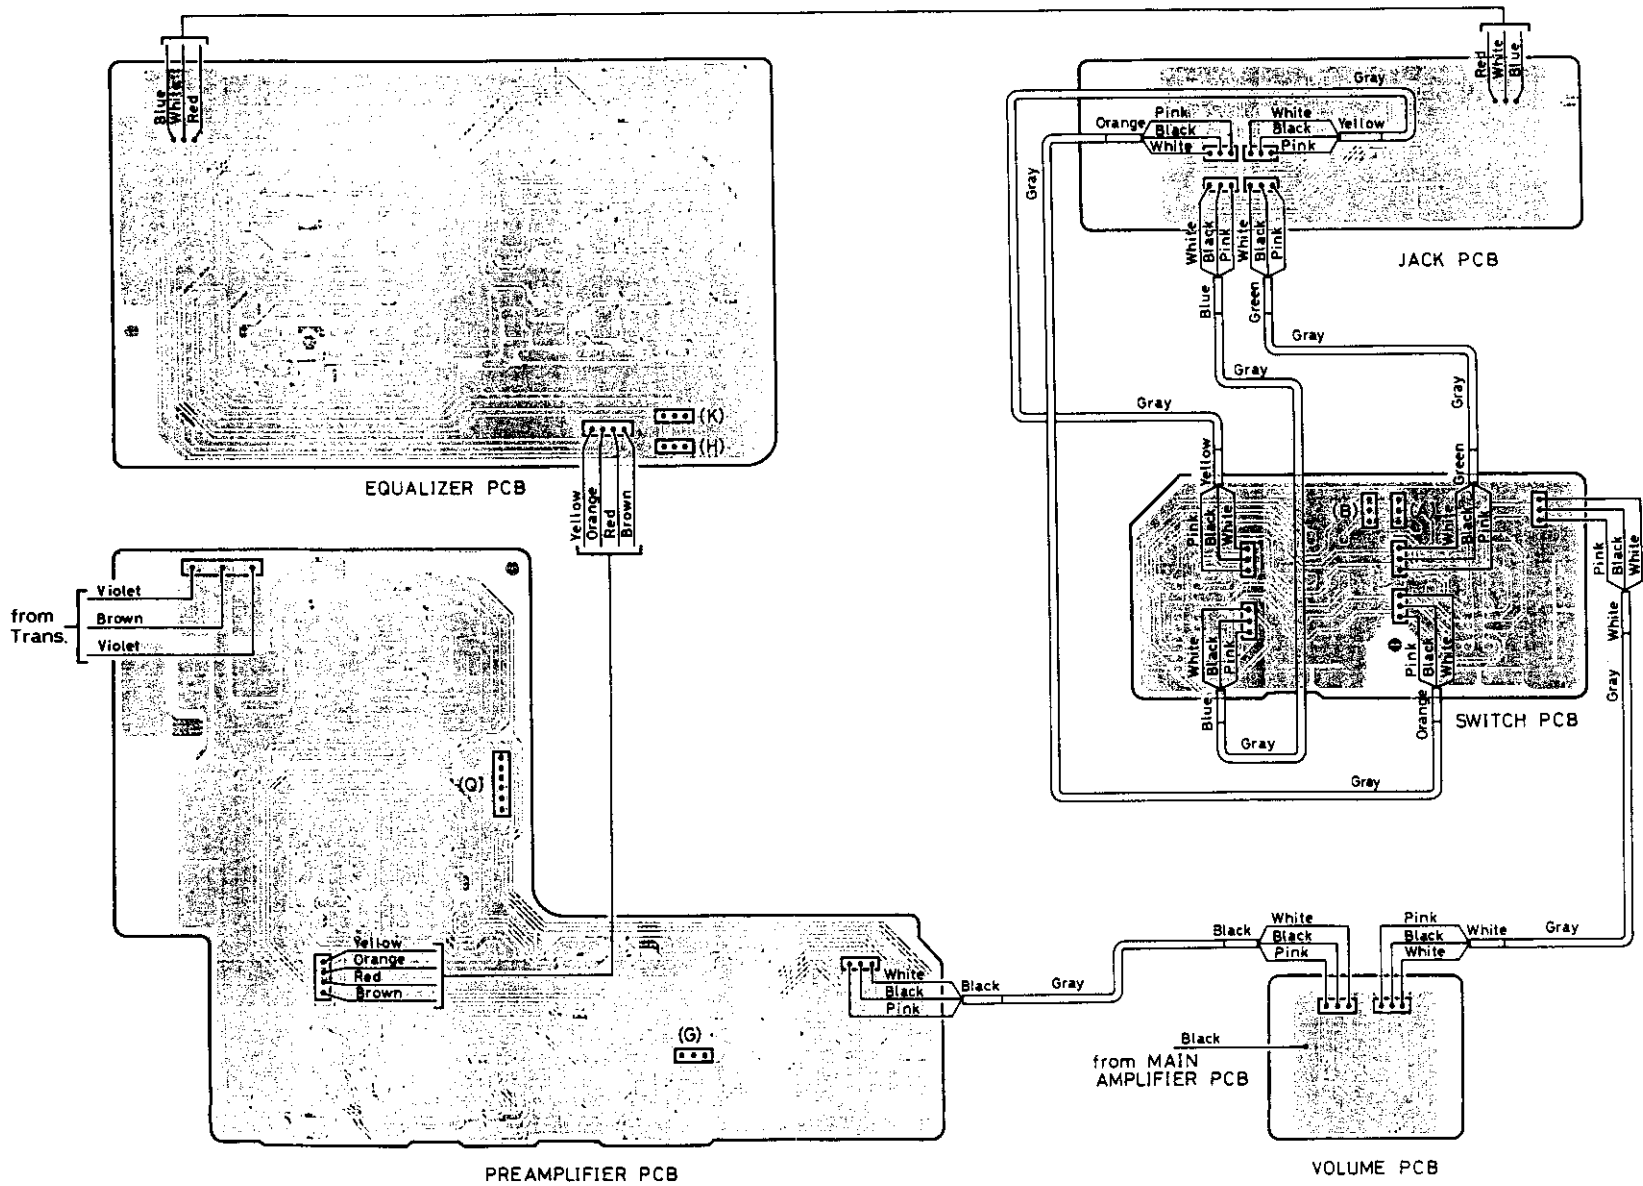 Blue
White
Red
(K)
(H)
EQUALIZER PCB
Yellow
Orange
Red
Brown
Red
White
Blue
Gray
Orange
Pink
Black
White
White
Black
Pink
Yellow
Gray
White
Black
Pink
White
Black
Pink
JACK PCB
Blue
Green
Gray
Gray
Gray
Gray
Yellow
Green
Pink
Black
White
(B)
(A)
White
Black
Pink
Pink
Black
White
White
Black
Pink
Pink
Black
White
White
Gray
Blue
Orange
SWITCH PCB
Gray
Gray
from
Trans.
Violet
Brown
Violet
(Q)
Yellow
Orange
Red
Brown
White
Black
Pink
Black
Gray
(G)
PREAMPLIFIER PCB
Black
White
Black
Pink
Pink
Black
White
White
Gray
Black
from MAIN
AMPLIFIER PCB
VOLUME PCB